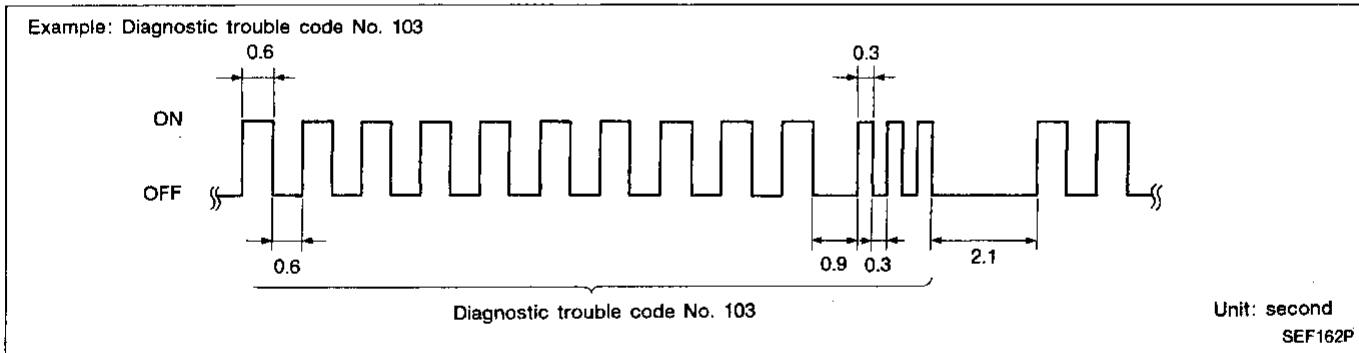 Example: Diagnostic trouble code No. 103
0.6
0.3
ON
OFF
0.6
0.9
0.3
2.1
Diagnostic trouble code No. 103
Unit: second
SEF162P